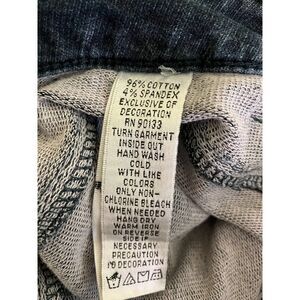 96% COTTON
4% SPANDEX
EXCLUSIVE OF
DECORATION
RN 90133
TURN GARMENT
INSIDE OUT
HAND WASH
COLD
WITH LIKE
COLORS
ONLY NON-
CHLORINE BLEACH
WHEN NEEDED
HANG DRY
WARM IRON
ON REVERSE
SIDE IF
NECESSARY
PRECAUTION
TO DECORATION